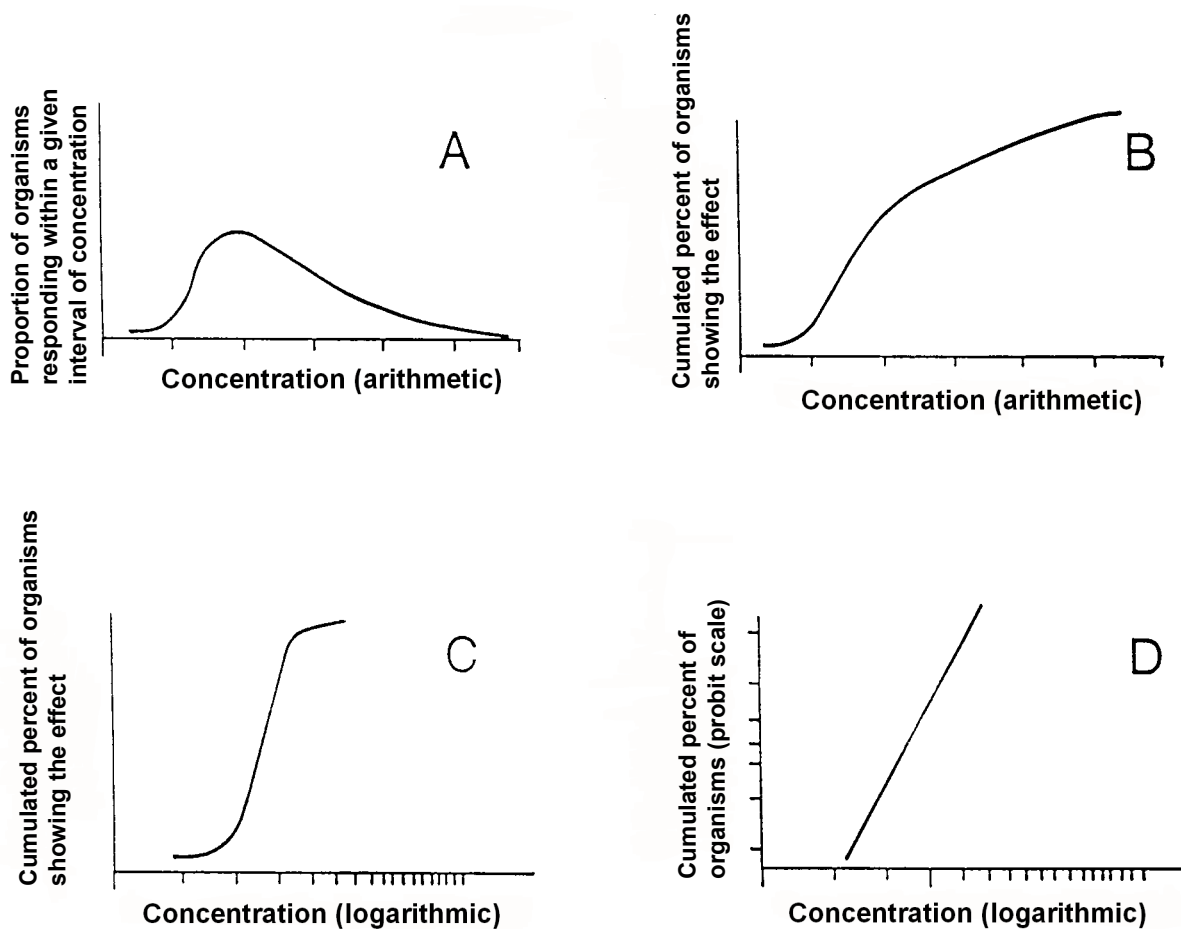 Proportion of organisms
responding within a given
interval of concentration
A
Concentration (arithmetic)
Cumulated percent of organisms
showing the effect
B
Concentration (arithmetic)
Cumulated percent of organisms
showing the effect
C
Concentration (logarithmic)
Cumulated percent of
organisms (probit scale)
D
Concentration (logarithmic)